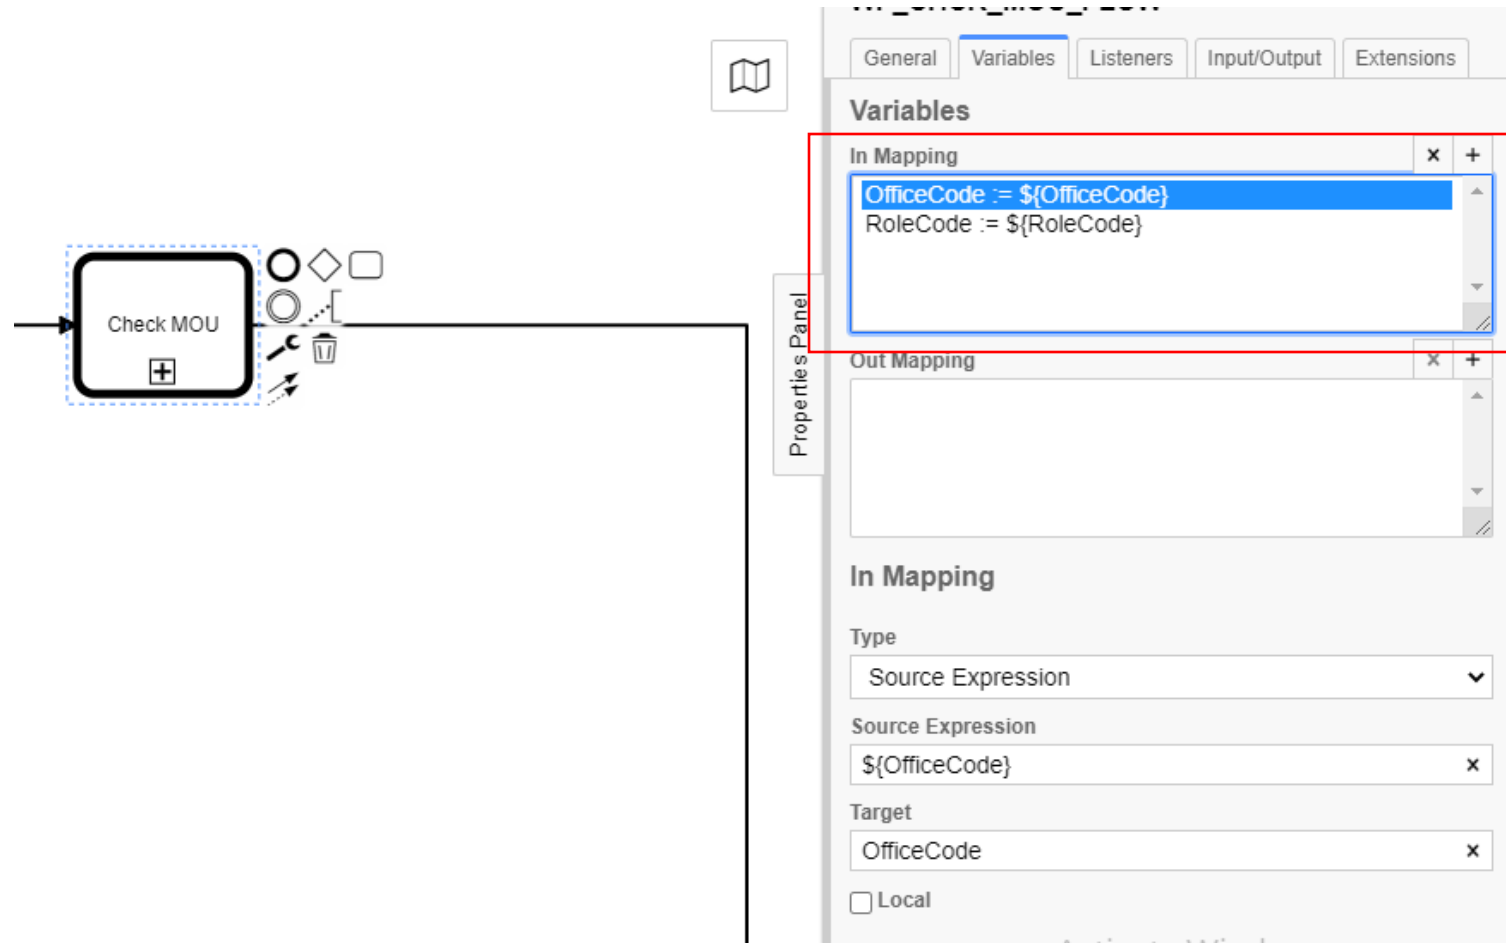 General
Variables
Listeners
Input/Output
Extensions
Variables
In Mapping
×
+
OfficeCode := ${OfficeCode}
RoleCode := ${RoleCode}
Check MOU
Properties Panel
Out Mapping
×
+
In Mapping
Type
Source Expression
Source Expression
${OfficeCode}
×
Target
OfficeCode
×
Local